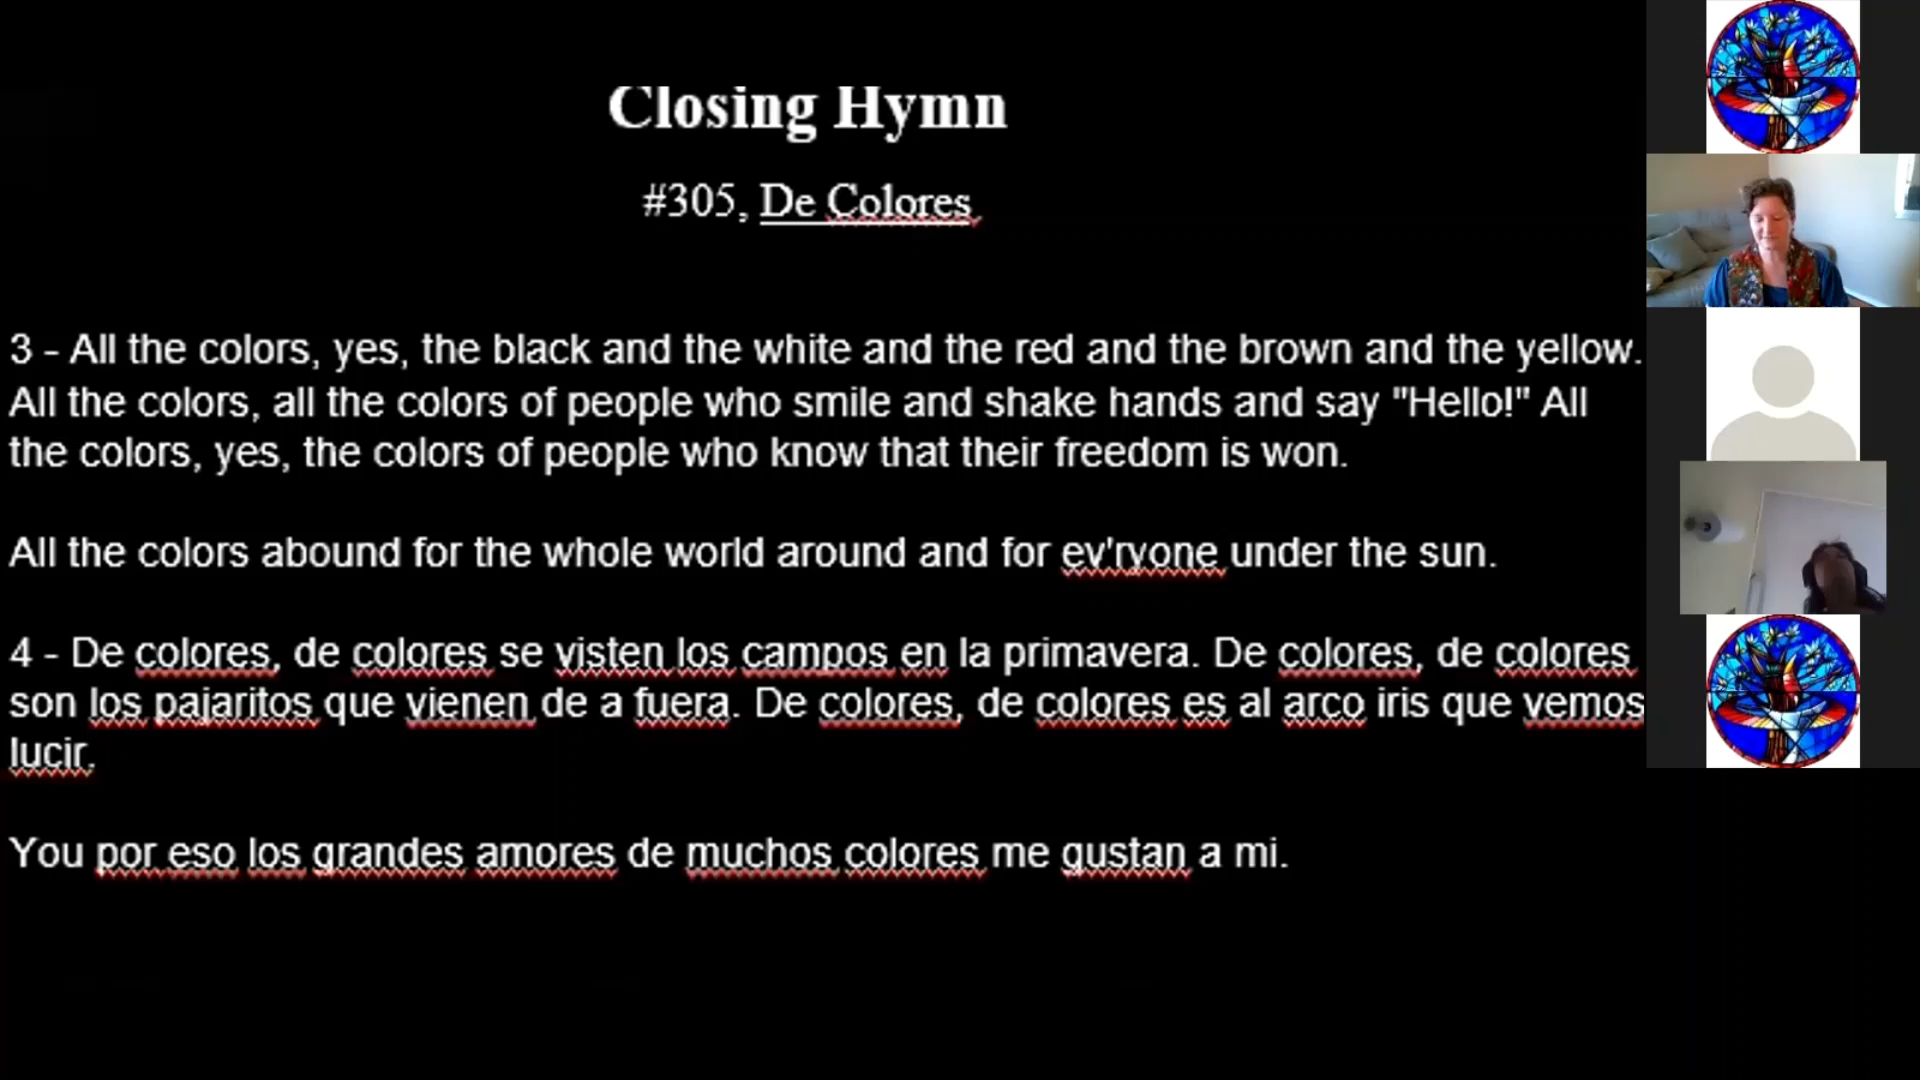 Closing Hymn
#305, De Colores
3 - All the colors, yes, the black and the white and the red and the brown and the yellow.
All the colors, all the colors of people who smile and shake hands and say "Hello!" All
the colors, yes, the colors of people who know that their freedom is won.
All the colors abound for the whole world around and for ev'ryone under the sun.
4 - De colores, de colores se visten los campos en la primavera. De colores, de colores
son los pajaritos que vienen de a fuera. De colores, de colores es al arco iris que vemos
lucir.
You por eso los grandes amores de muchos colores me gustan a mi.